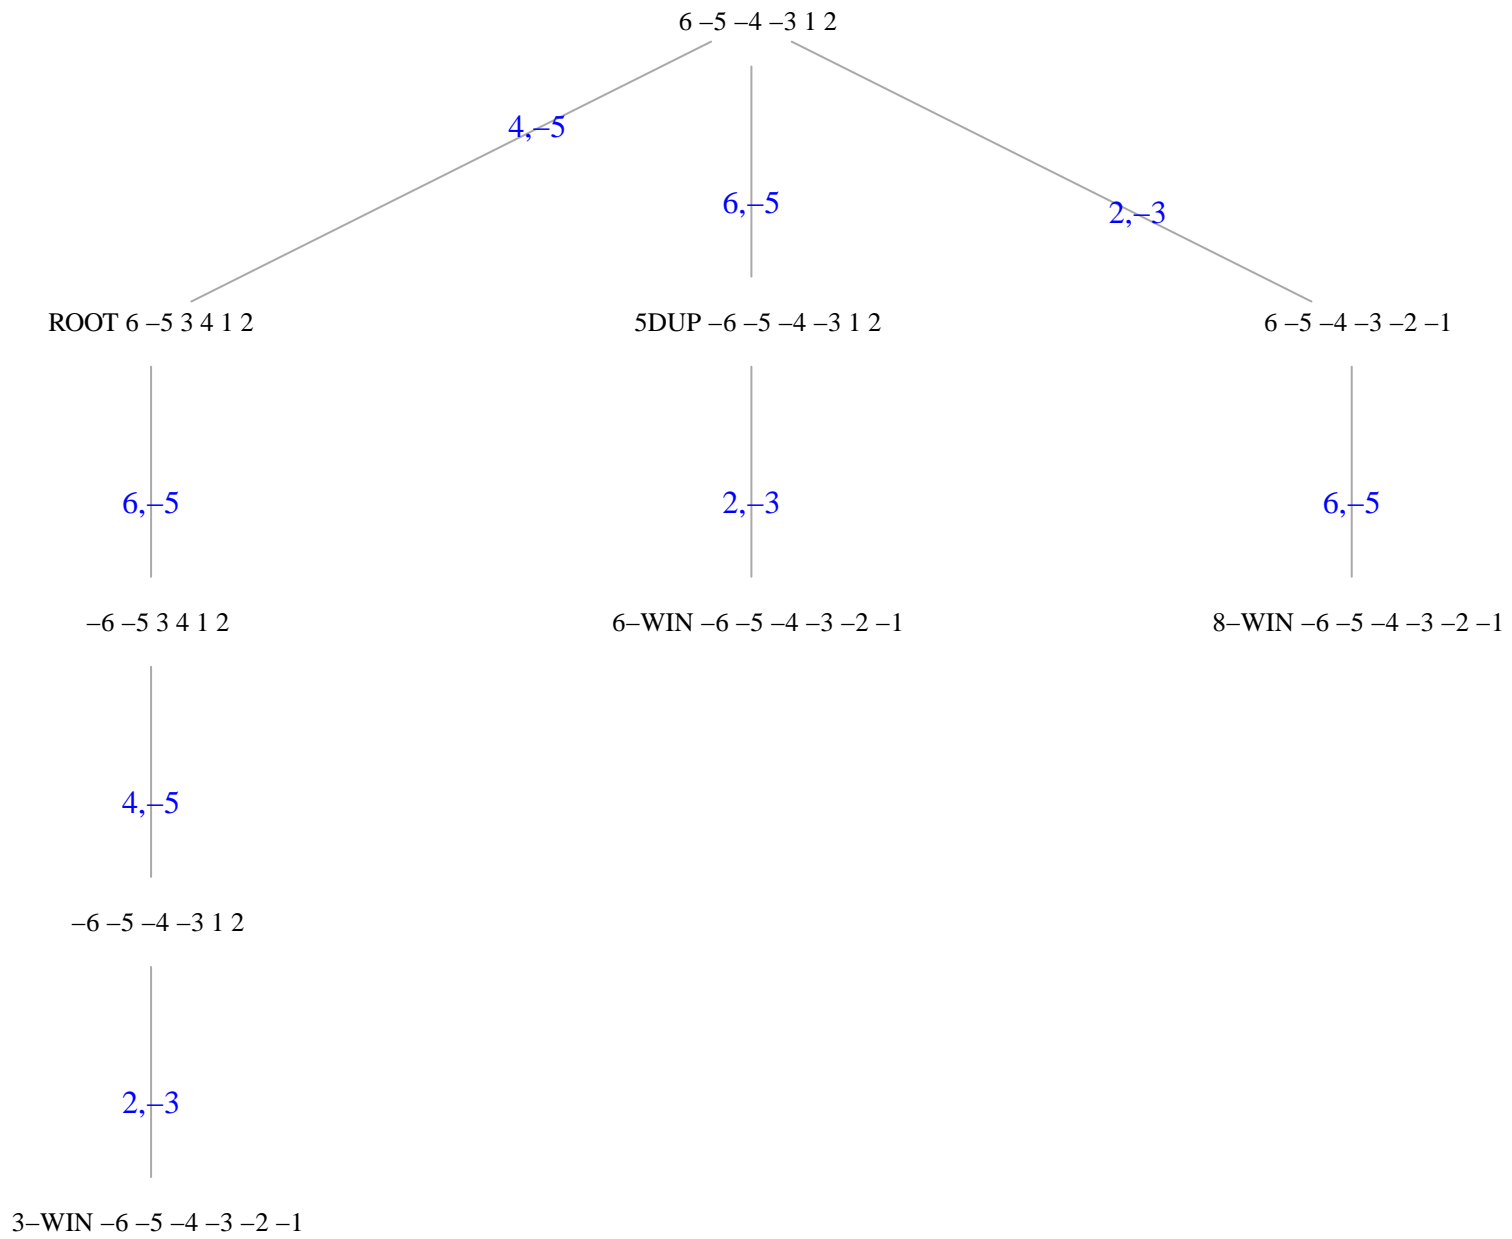 6 –5 –4 –3 1 2
4,–5
6,–5
2,–3
ROOT 6 –5 3 4 1 2
5DUP –6 –5 –4 –3 1 2
6 –5 –4 –3 –2 –1
6,–5
2,–3
6,–5
–6 –5 3 4 1 2
6–WIN –6 –5 –4 –3 –2 –1
8–WIN –6 –5 –4 –3 –2 –1
4,–5
–6 –5 –4 –3 1 2
2,–3
3–WIN –6 –5 –4 –3 –2 –1